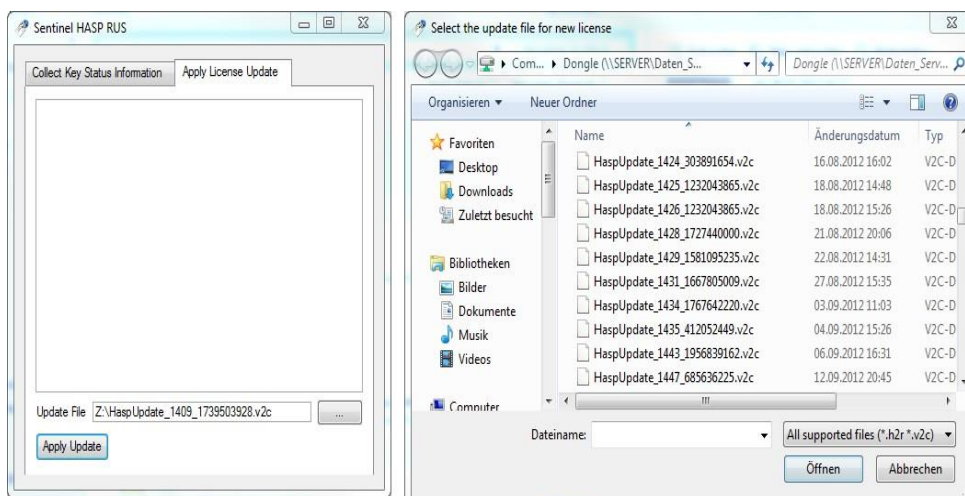 Sentinel HASP RUS
Collect Key Status Information
Apply License Update
Update File
Z:\HaspUpdate_1409_1739503928.v2c
...
Apply Update
Select the update file for new license
Com...
Dongle (\\SERVER\Daten_S...
Dongle (\\SERVER\Daten_Serv...
Organisieren
Neuer Ordner
Favoriten
Desktop
Downloads
Zuletzt besucht
Bibliotheken
Bilder
Dokumente
Musik
Videos
Computer
Name Änderungsdatum Typ
HaspUpdate_1424_303891654.v2c 16.08.2012 16:02 V2C-D
HaspUpdate_1425_1232043865.v2c 18.08.2012 14:48 V2C-D
HaspUpdate_1426_1232043865.v2c 18.08.2012 15:26 V2C-D
HaspUpdate_1428_1727440000.v2c 21.08.2012 20:06 V2C-D
HaspUpdate_1429_1581095235.v2c 22.08.2012 14:31 V2C-D
HaspUpdate_1431_1667805009.v2c 27.08.2012 15:35 V2C-D
HaspUpdate_1434_1767642220.v2c 03.09.2012 11:03 V2C-D
HaspUpdate_1435_412052449.v2c 04.09.2012 15:26 V2C-D
HaspUpdate_1443_1956839162.v2c 06.09.2012 16:31 V2C-D
HaspUpdate_1447_685636225.v2c 12.09.2012 20:45 V2C-D
Dateiname:
All supported files (*.h2r *.v2c)
Öffnen
Abbrechen